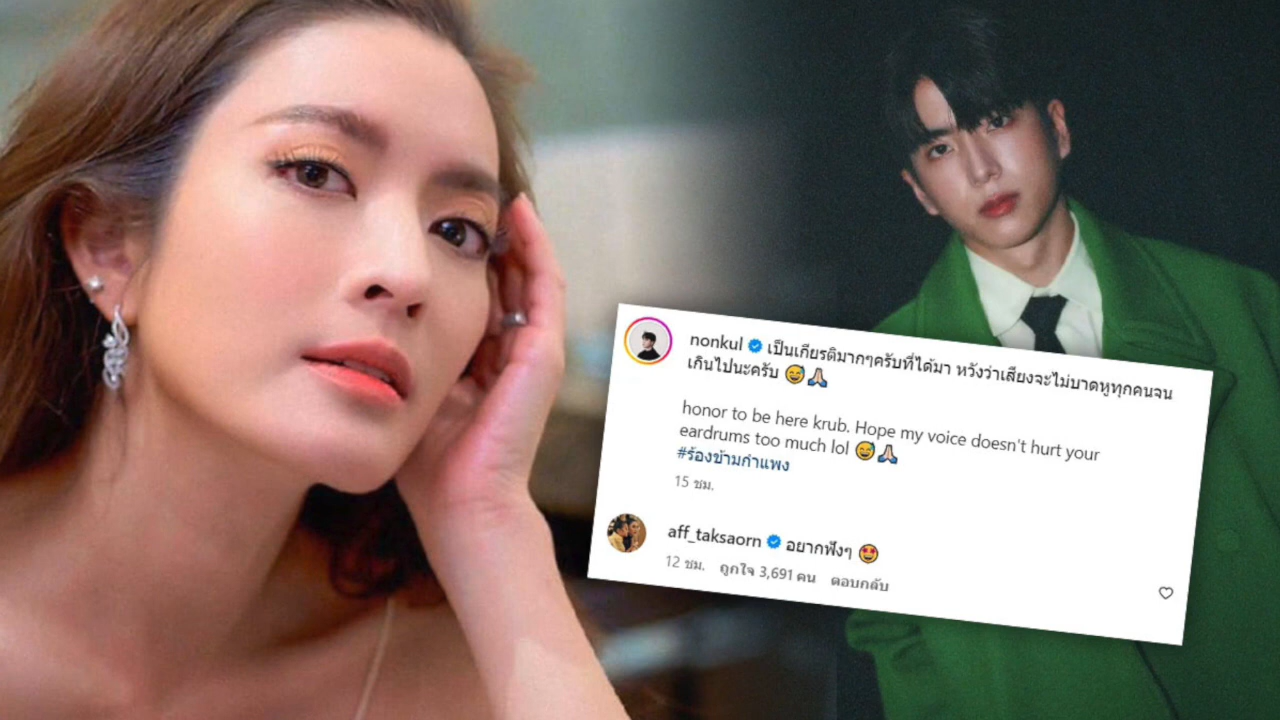 nonkul เป็นเกียรติมากๆครับที่ได้มา หวังว่าเสียงจะไม่บาดหูทุกคนจน
เกินไปนะครับ 😅🙏🏻
honor to be here krub. Hope my voice doesn't hurt your
eardrums too much lol 😅🙏🏻
#ร้องข้ามกำแพง
15 ชม.
aff_taksaorn อยากฟังๆ 🤩
12 ชม. ถูกใจ 3,691 คน ตอบกลับ